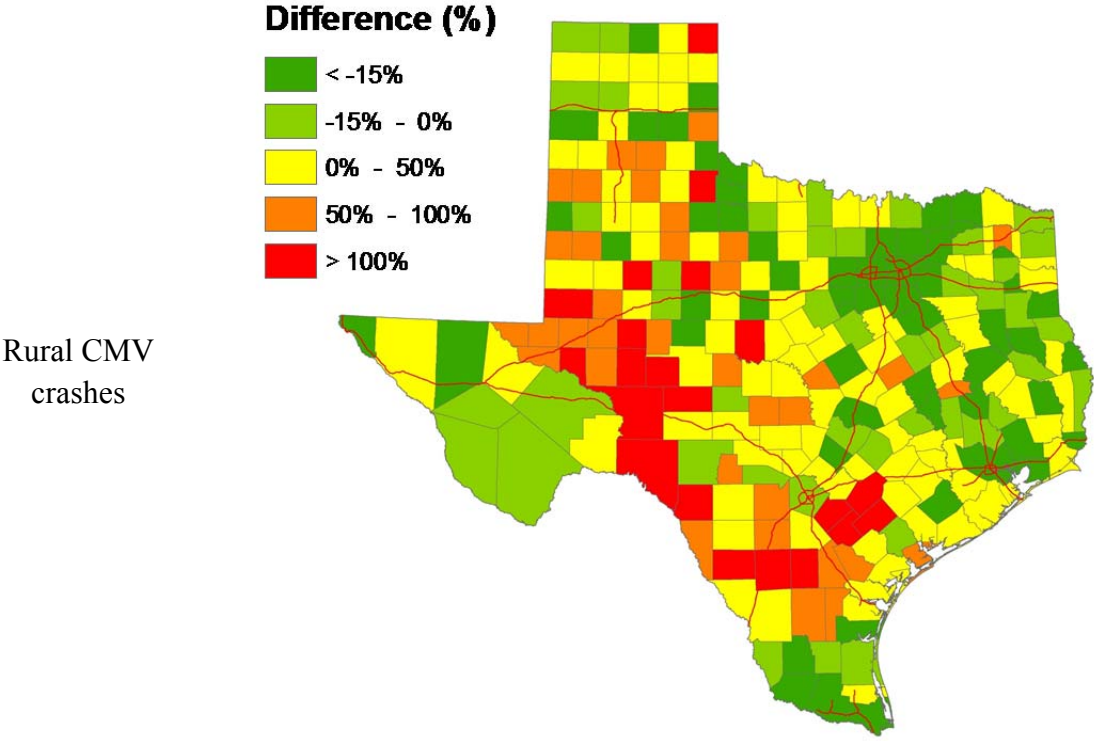 Difference (%)
< -15%
-15% - 0%
0% - 50%
50% - 100%
> 100%
Rural CMV
crashes